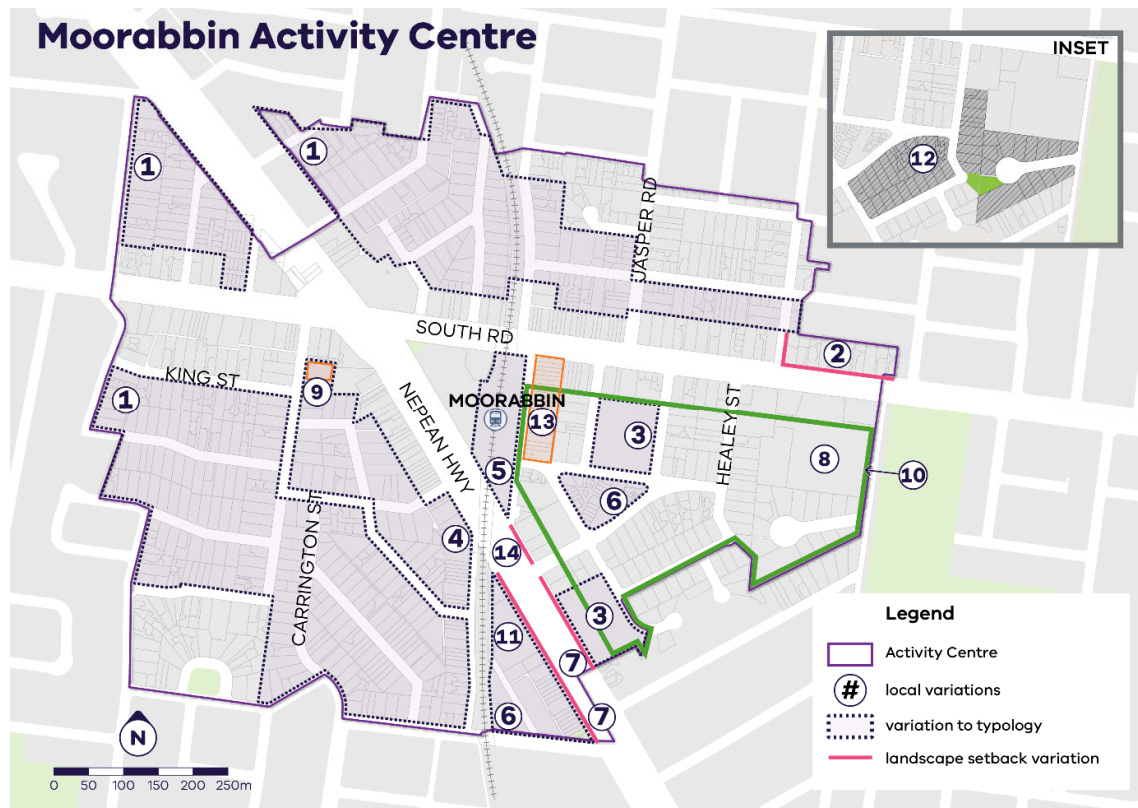 Moorabbin Activity Centre
INSET
12
1
1
JASPER RD
SOUTH RD
2
KING ST
1
9
NEPEAN HWY
MOORABBIN
13
3
HEALEY ST
8
10
5
6
4
14
CARRINGTON ST
3
11
7
6
7
N
0 50 100 150 200 250m
Legend
Activity Centre
# local variations
variation to typology
landscape setback variation